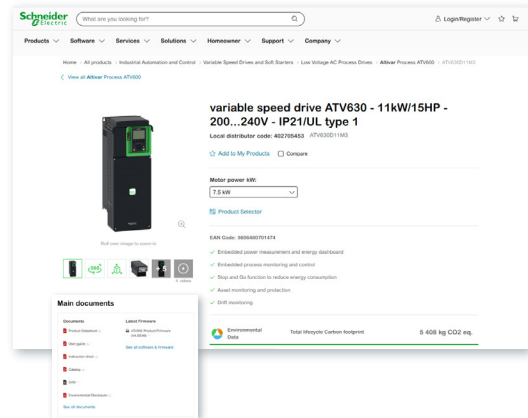 Schneider
Electric
What are you looking for?
Login/Register
Products Software Services Solutions Homeowner Support Company
Home All products Industrial Automation and Control Variable Speed Drives and Soft Starters Low Voltage AC Process Drives Altivar Process ATV600 ATV630D11M3
View all Altivar Process ATV600
variable speed drive ATV630 - 11kW/15HP -
200...240V - IP21/UL type 1
Local distributor code: 402705453 ATV630D11M3
Add to My Products Compare
Motor power kW:
7.5 kW
Product Selector
Roll over image to zoom in
EAN Code: 3606480701474
Embedded power measurement and energy dashboard
Embedded process monitoring and control
Stop and Go function to reduce energy consumption
Asset monitoring and protection
Drift monitoring
360°
+ 5
Environmental
Data
Total lifecycle Carbon footprint
5 408 kg CO2 eq.
Main documents
Documents
Product Datasheet
User guide
Instruction sheet
Catalog
CAD
Environmental Disclosure
See all documents
Latest Firmware
See all software & firmware